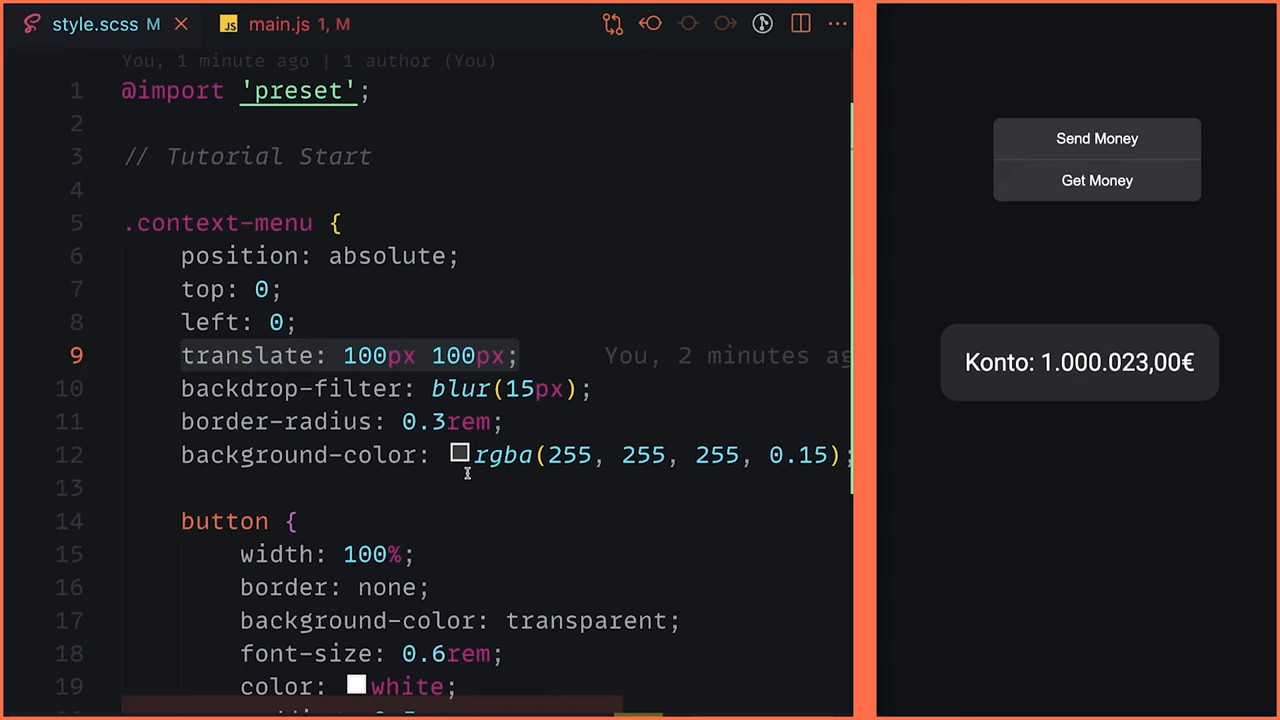 style.scss M
JS main.js 1, M
You, 1 minute ago | 1 author (You)
1 @import 'preset';
2
3 // Tutorial Start
4
5 .context-menu {
6 position: absolute;
7 top: 0;
8 left: 0;
9 translate: 100px 100px; You, 2 minutes ag
10 backdrop-filter: blur(15px);
11 border-radius: 0.3rem;
12 background-color: rgba(255, 255, 255, 0.15);
13
14 button {
15 width: 100%;
16 border: none;
17 background-color: transparent;
18 font-size: 0.6rem;
19 color: white;
Send Money
Get Money
Konto: 1.000.023,00€